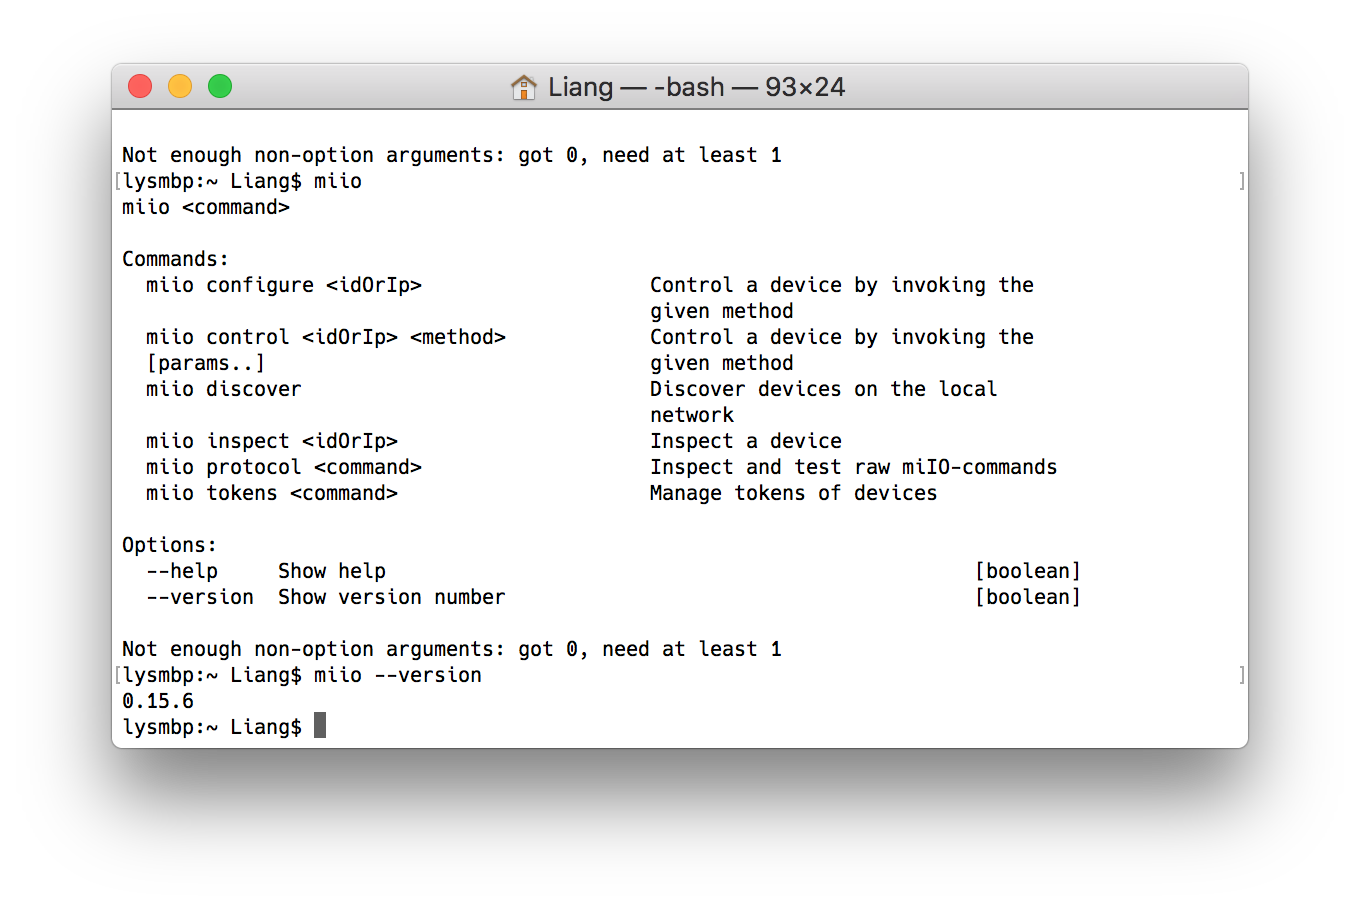 Liang — -bash — 93×24
Not enough non-option arguments: got 0, need at least 1
[lysmbp:~ Liang$ miio ]
miio <command>
Commands:
miio configure <idOrIp> Control a device by invoking the
given method
miio control <idOrIp> <method> Control a device by invoking the
[params..] given method
miio discover Discover devices on the local
network
miio inspect <idOrIp> Inspect a device
miio protocol <command> Inspect and test raw miIO-commands
miio tokens <command> Manage tokens of devices
Options:
--help Show help [boolean]
--version Show version number [boolean]
Not enough non-option arguments: got 0, need at least 1
[lysmbp:~ Liang$ miio --version ]
0.15.6
lysmbp:~ Liang$